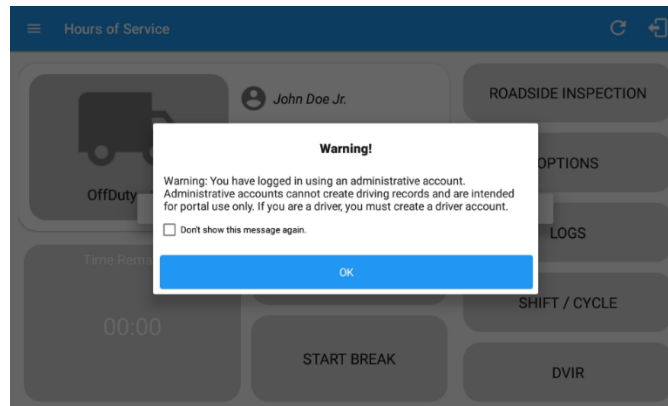 Hours of Service
John Doe Jr.
ROADSIDE INSPECTION
OffDuty
OPTIONS
Warning!
Warning: You have logged in using an administrative account.
Administrative accounts cannot create driving records and are intended
for portal use only. If you are a driver, you must create a driver account.
Don't show this message again.
OK
LOGS
Time Rema
00:00
SHIFT / CYCLE
START BREAK
DVIR